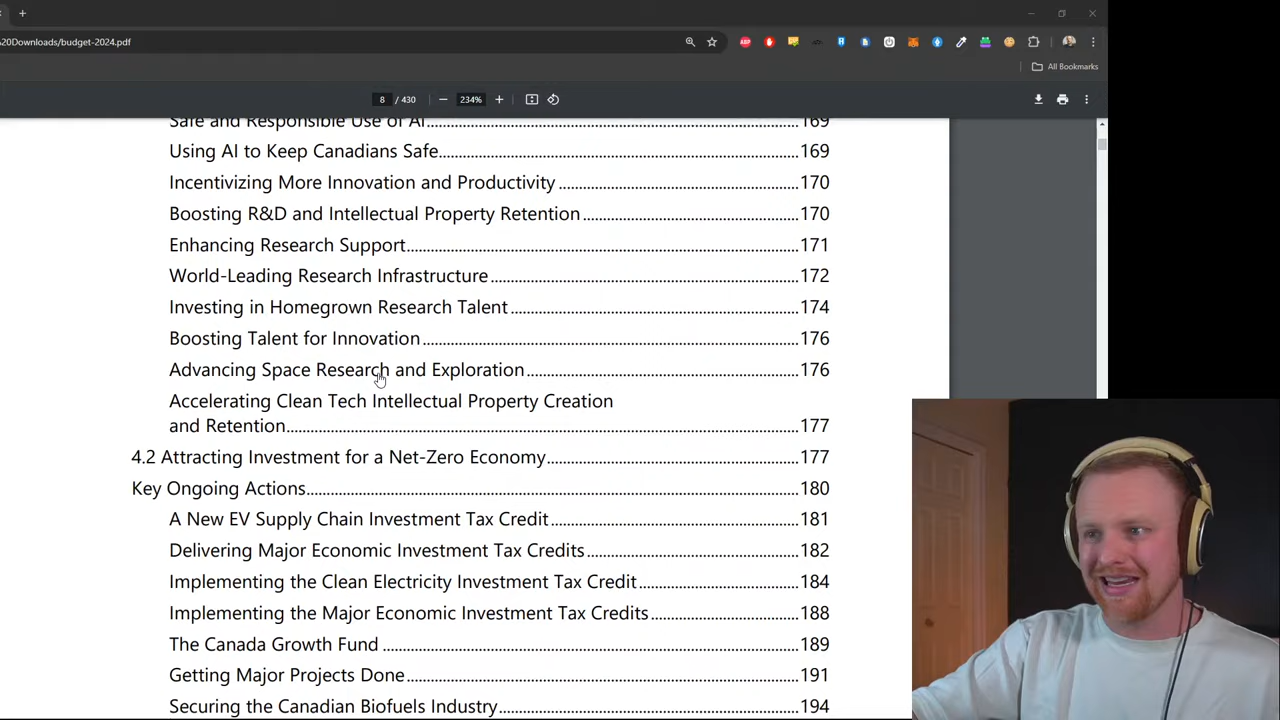 20Downloads/budget-2024.pdf
All Bookmarks
8 / 430
234%
Safe and Responsible Use of AI..........169
Using AI to Keep Canadians Safe..........169
Incentivizing More Innovation and Productivity..........170
Boosting R&D and Intellectual Property Retention..........170
Enhancing Research Support..........171
World-Leading Research Infrastructure..........172
Investing in Homegrown Research Talent..........174
Boosting Talent for Innovation..........176
Advancing Space Research and Exploration..........176
Accelerating Clean Tech Intellectual Property Creation
and Retention..........177
4.2 Attracting Investment for a Net-Zero Economy..........177
Key Ongoing Actions..........180
A New EV Supply Chain Investment Tax Credit..........181
Delivering Major Economic Investment Tax Credits..........182
Implementing the Clean Electricity Investment Tax Credit..........184
Implementing the Major Economic Investment Tax Credits..........188
The Canada Growth Fund..........189
Getting Major Projects Done..........191
Securing the Canadian Biofuels Industry..........194